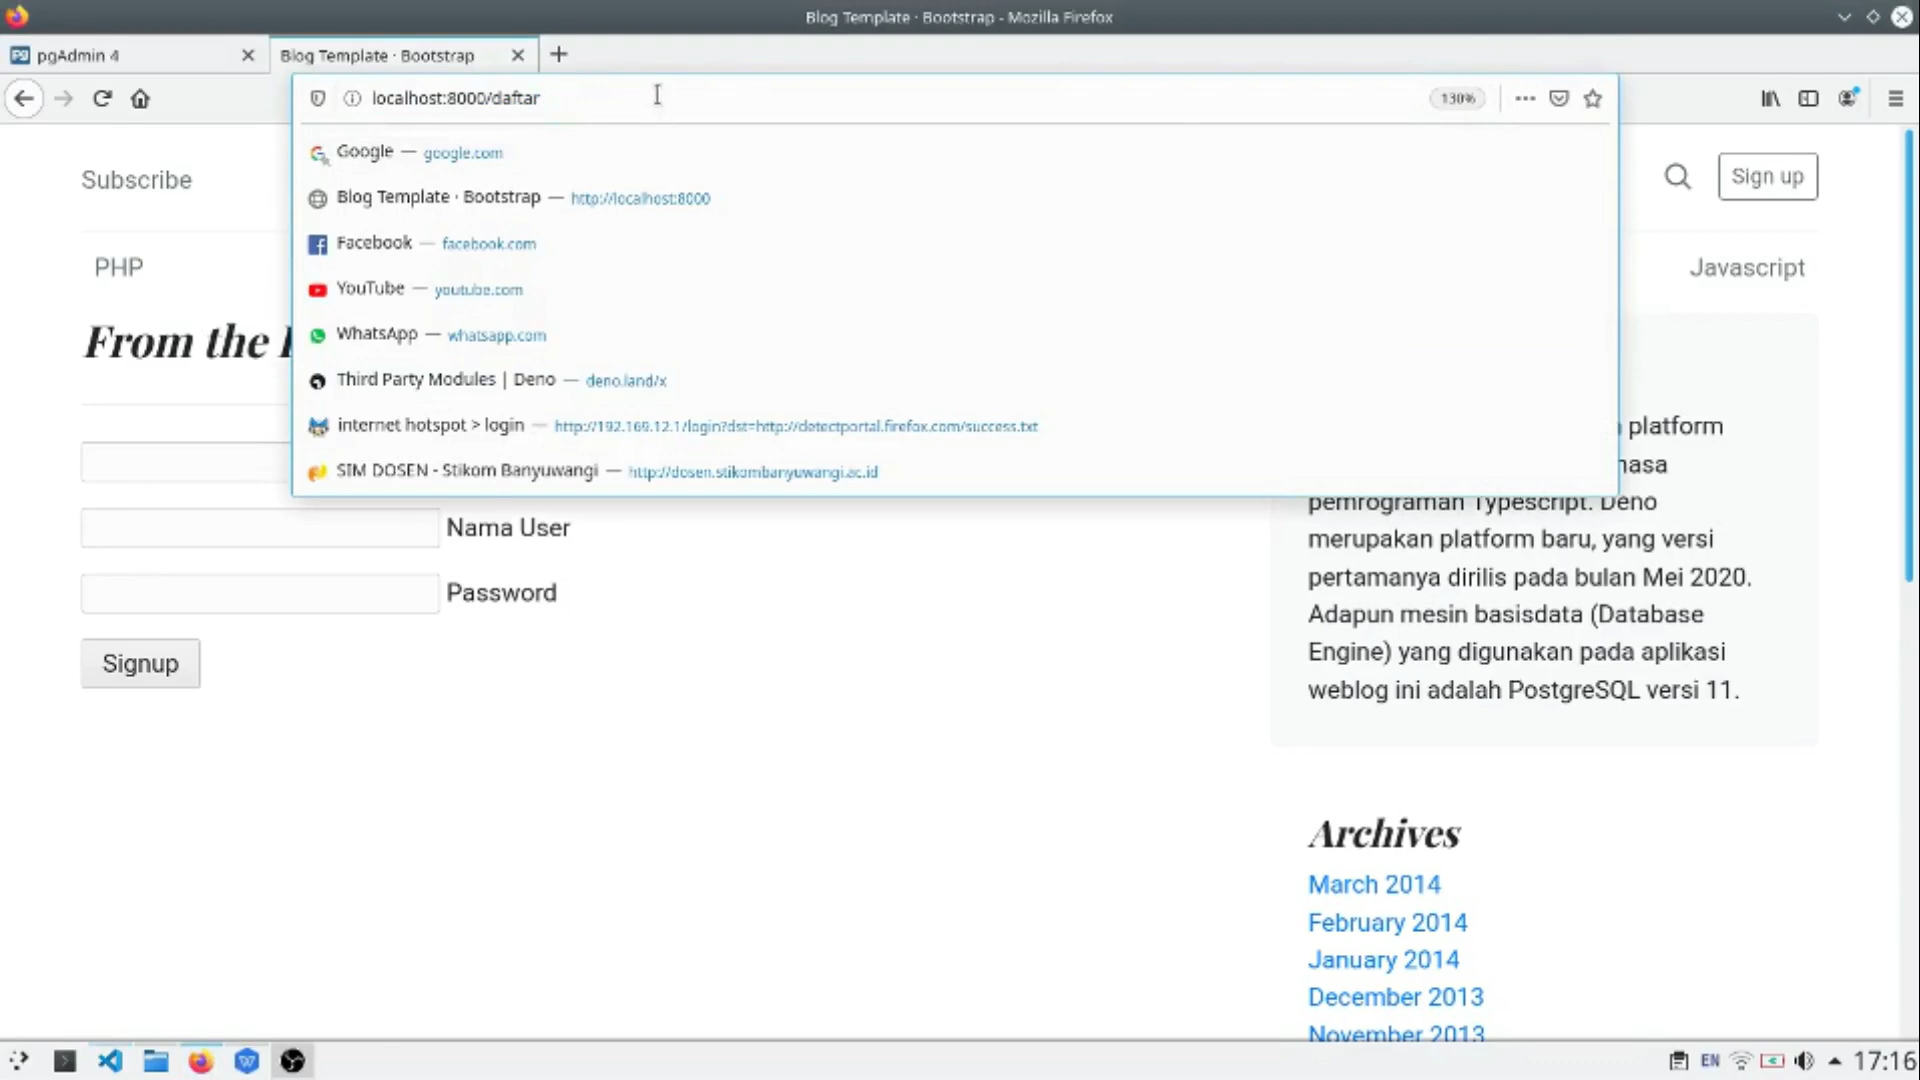 Blog Template · Bootstrap - Mozilla Firefox
pgAdmin 4
Blog Template · Bootstrap
localhost:8000/daftar
130%
Google — google.com
Blog Template · Bootstrap — http://localhost:8000
Facebook — facebook.com
YouTube — youtube.com
WhatsApp — whatsapp.com
Third Party Modules | Deno — deno.land/x
internet hotspot > login — http://192.169.12.1/login?dst=http://detectportal.firefox.com/success.txt
SIM DOSEN - Stikom Banyuwangi — http://dosen.stikombanyuwangi.ac.id
Subscribe
Sign up
PHP
Javascript
From the
Nama User
Password
Signup
platform
pemrograman Typescript. Deno
merupakan platform baru, yang versi
pertamanya dirilis pada bulan Mei 2020.
Adapun mesin basisdata (Database
Engine) yang digunakan pada aplikasi
weblog ini adalah PostgreSQL versi 11.
Archives
March 2014
February 2014
January 2014
December 2013
November 2013
EN
17:16